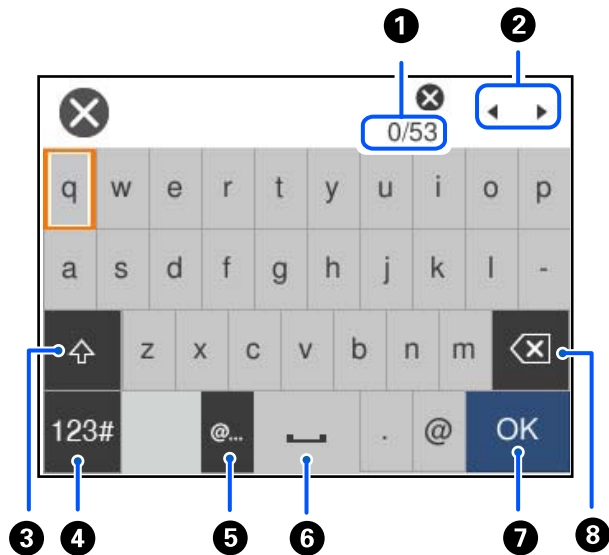 1 2
0/53
q w e r t y u i o p
a s d f g h j k l -
z x c v b n m
123# @... . @ OK
3 4 5 6 7 8